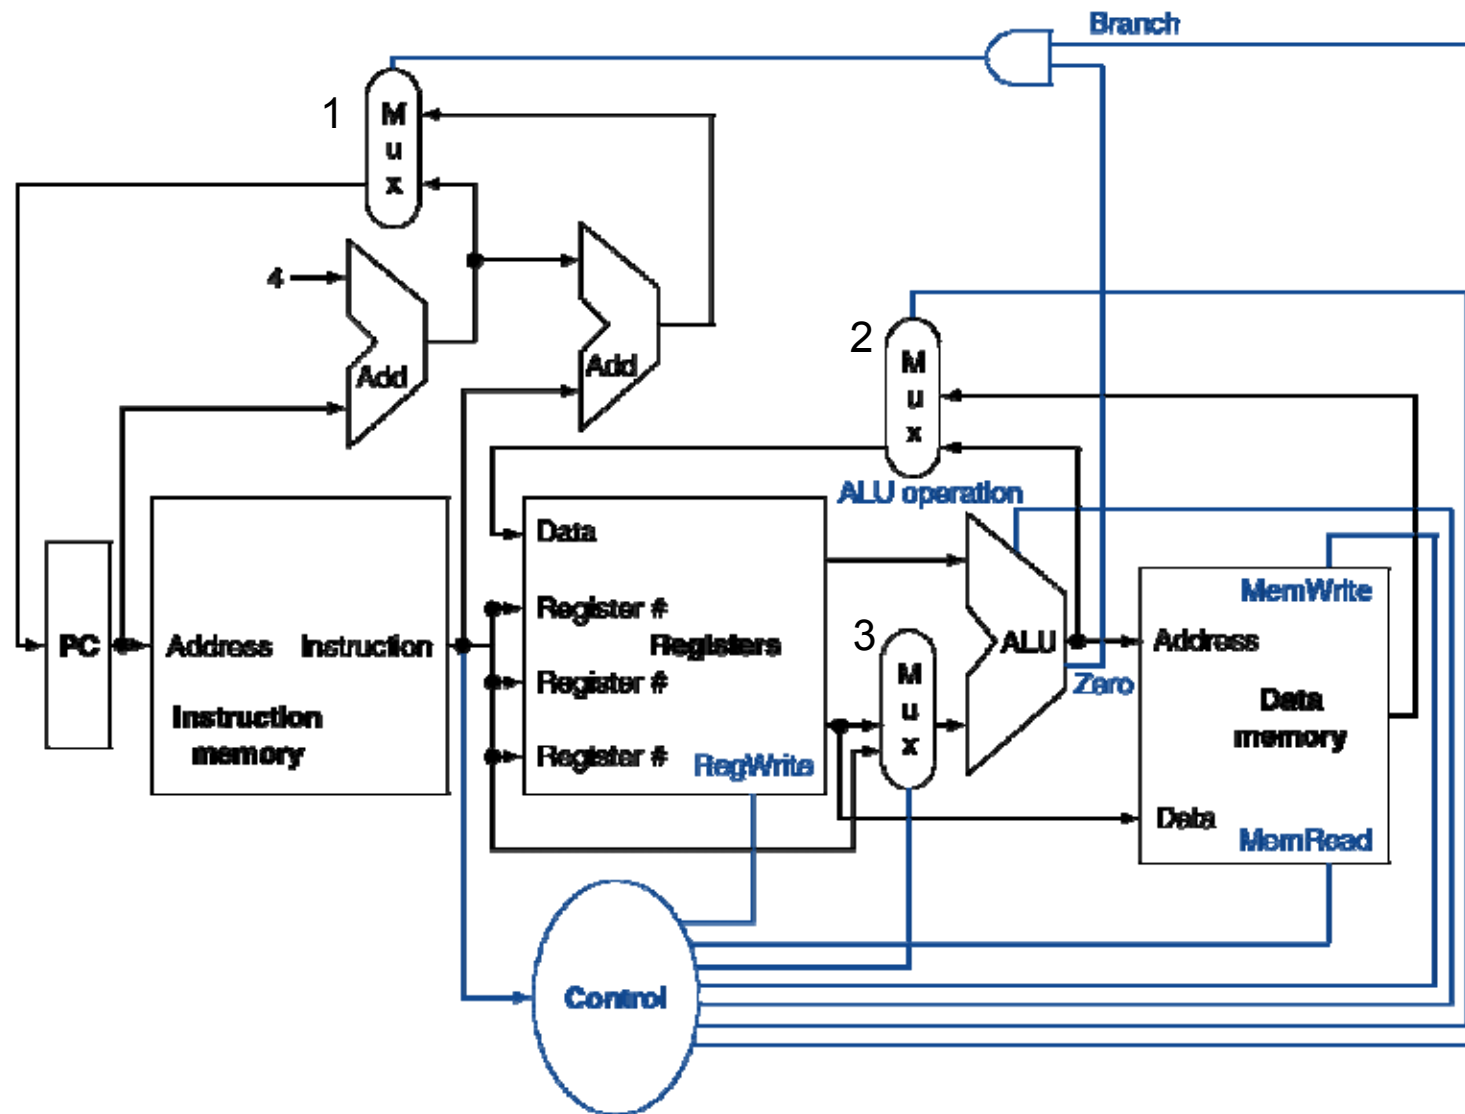 Branch
1
M
u
x
4
Add
Add
2
M
u
x
ALU operation
Data
Register #
Registers
Register #
Register #
RegWrite
PC
Address Instruction
Instruction
memory
3
M
u
x
ALU
Zero
MemWrite
Address
Data
memory
Data
MemRead
Control